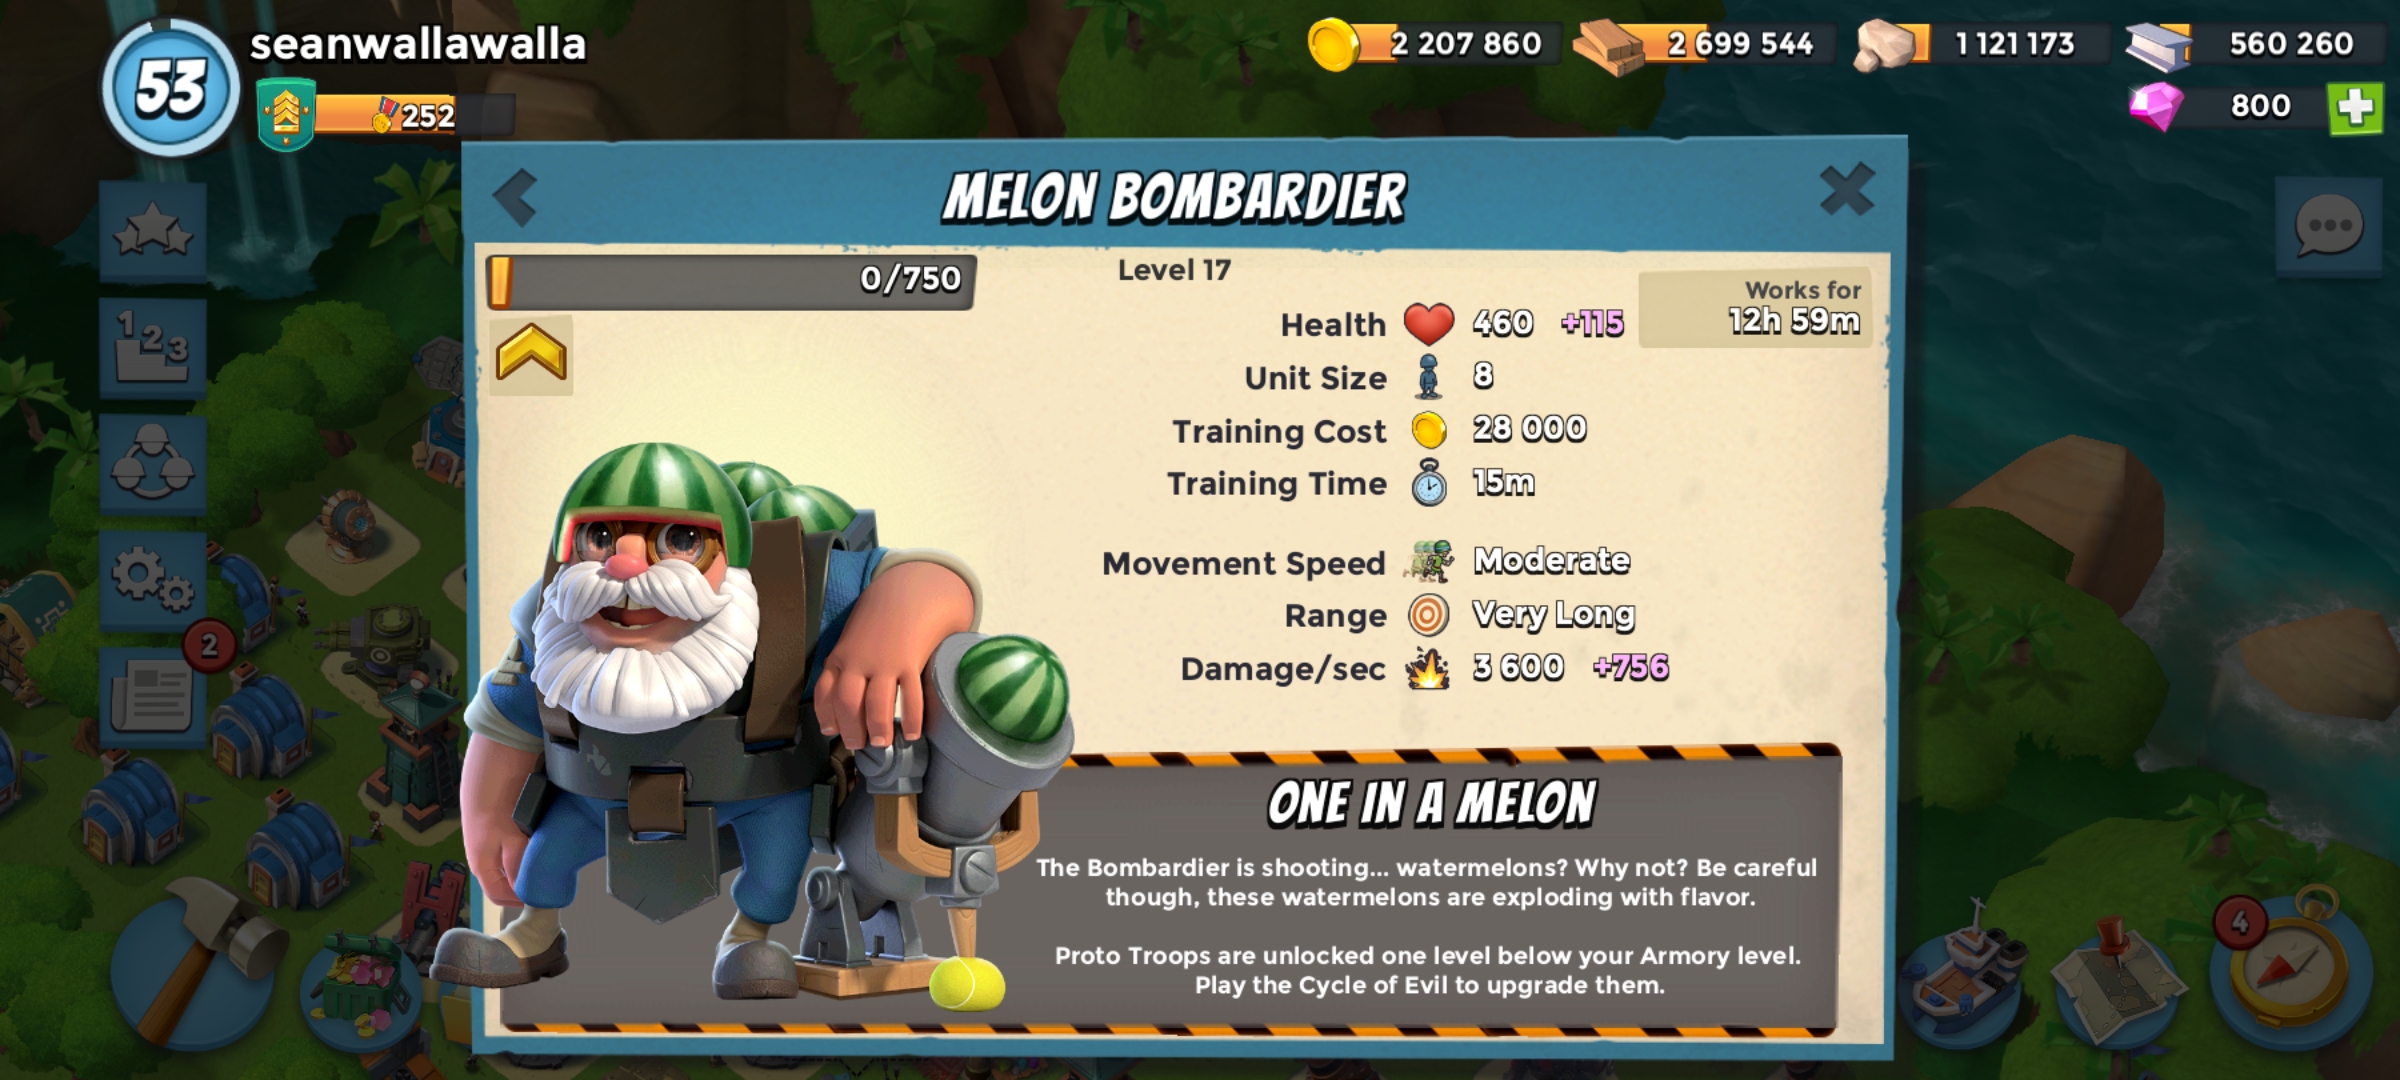 53
seanwallawalla
252
2 207 860
2 699 544
1 121 173
560 260
800
MELON BOMBARDIER
0/750
Level 17
Works for
12h 59m
Health 460 +115
Unit Size 8
Training Cost 28 000
Training Time 15m
Movement Speed Moderate
Range Very Long
Damage/sec 3 600 +756
ONE IN A MELON
The Bombardier is shooting... watermelons? Why not? Be careful
though, these watermelons are exploding with flavor.
Proto Troops are unlocked one level below your Armory level.
Play the Cycle of Evil to upgrade them.
1 2 3
2
4